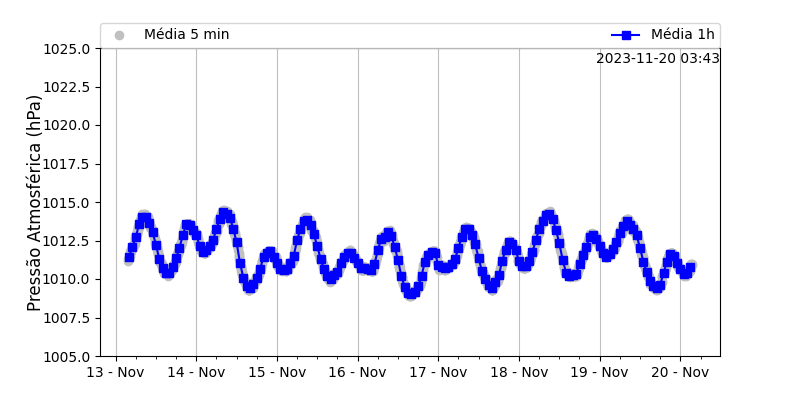 Média 5 min
Média 1h
2023-11-20 03:43
Pressão Atmosférica (hPa)
1025.0
1022.5
1020.0
1017.5
1015.0
1012.5
1010.0
1007.5
1005.0
13 - Nov
14 - Nov
15 - Nov
16 - Nov
17 - Nov
18 - Nov
19 - Nov
20 - Nov